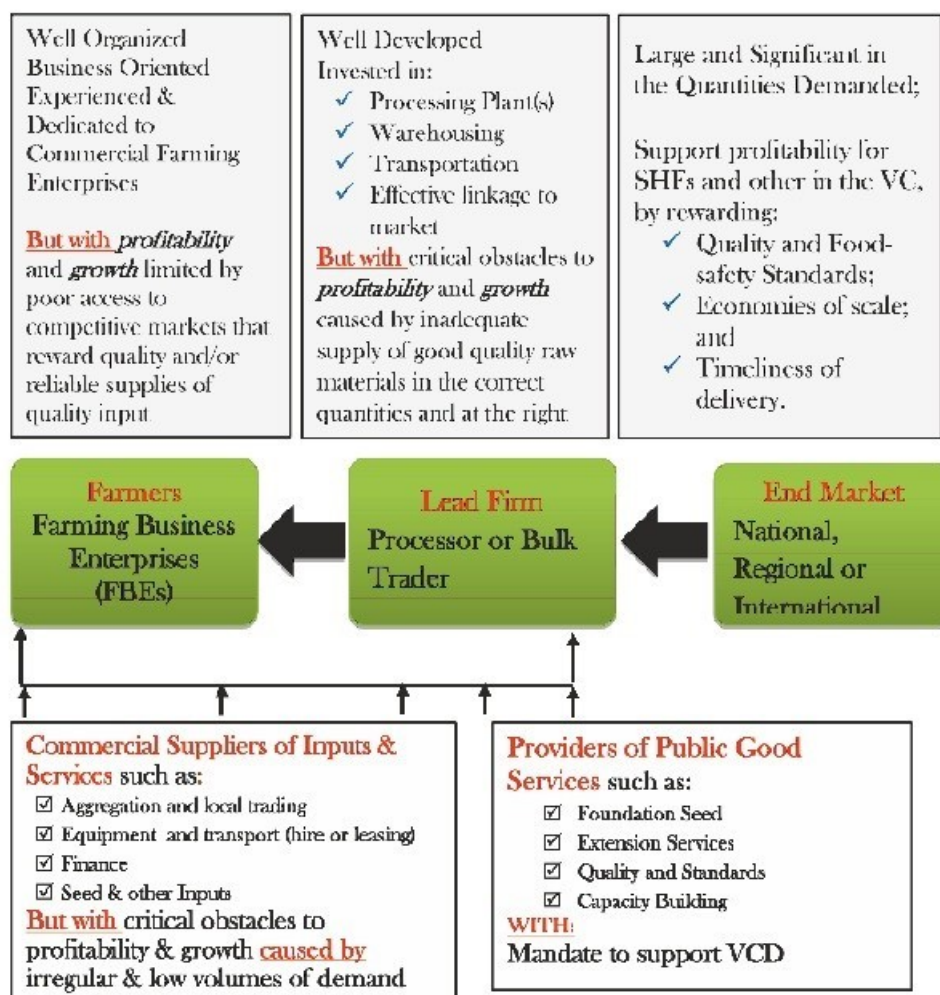 Well Organized
Business Oriented
Experienced &
Dedicated to
Commercial Farming
Enterprises
But with profitability
and growth limited by
poor access to
competitive markets that
reward quality and/or
reliable supplies of
quality input
Well Developed
Invested in:
✓ Processing Plant(s)
✓ Warehousing
✓ Transportation
✓ Effective linkage to
market
But with critical obstacles to
profitability and growth
caused by inadequate
supply of good quality raw
materials in the correct
quantities and at the right
Large and Significant in
the Quantities Demanded;
Support profitability for
SHFs and other in the VC,
by rewarding:
✓ Quality and Food-
safety Standards;
✓ Economies of scale;
and
✓ Timeliness of
delivery.
Farmers
Farming Business
Enterprises
(FBEs)
Lead Firm
Processor or Bulk
Trader
End Market
National,
Regional or
International
Commercial Suppliers of Inputs &
Services such as:
☑ Aggregation and local trading
☑ Equipment and transport (hire or leasing)
☑ Finance
☑ Seed & other Inputs
But with critical obstacles to
profitability & growth caused by
irregular & low volumes of demand
Providers of Public Good
Services such as:
☑ Foundation Seed
☑ Extension Services
☑ Quality and Standards
☑ Capacity Building
WITH:
Mandate to support VCD